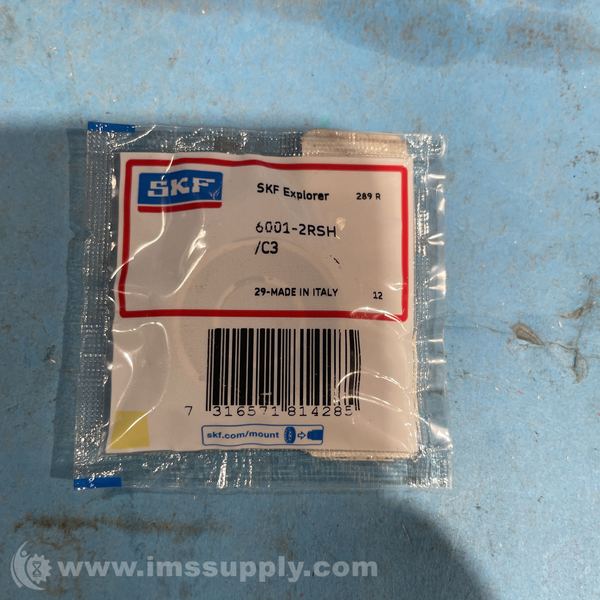 SKF
SKF Explorer 289 R
6001-2RSH
/C3
29-MADE IN ITALY 12
7 316571 814285
skf.com/mount
www.imssupply.com